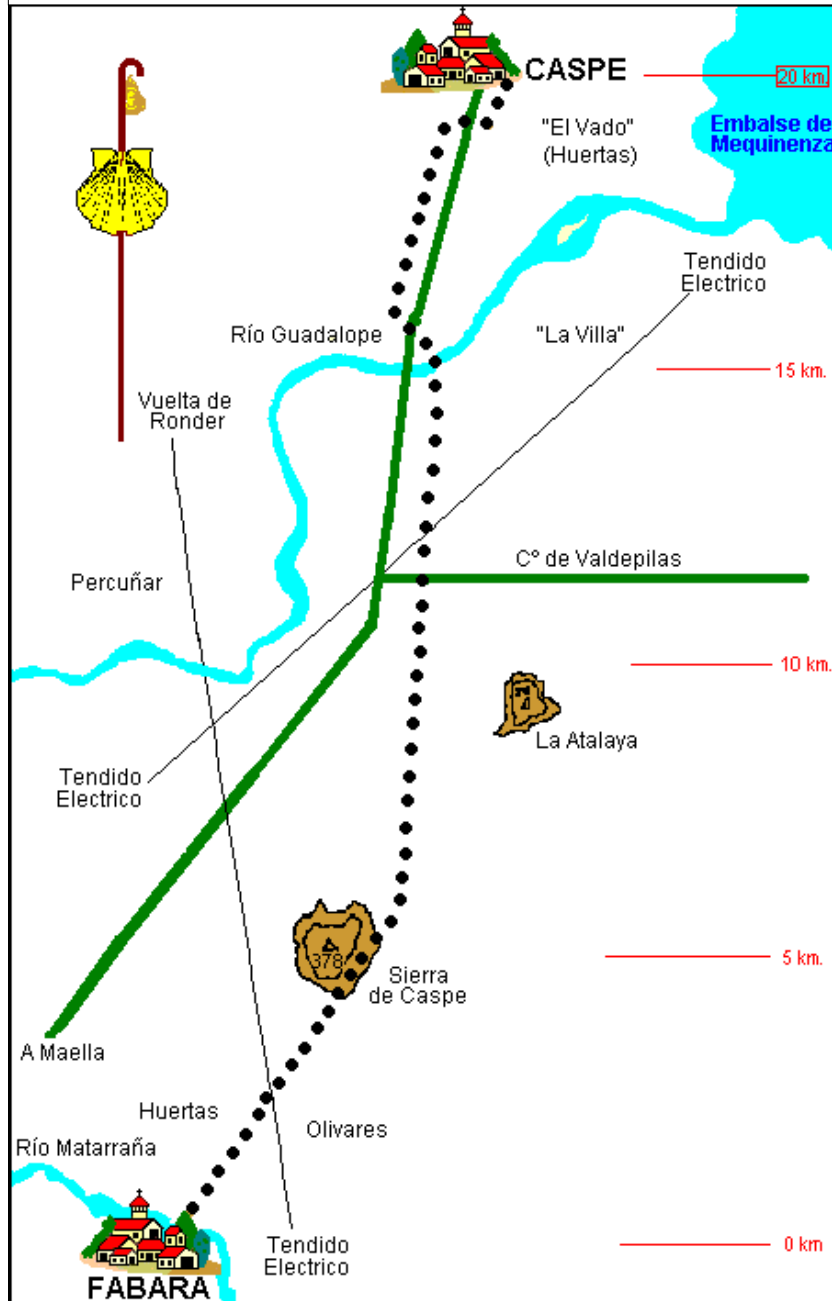 CASPE
20 km.
"El Vado"
(Huertas)
Embalse de
Mequinenza
Tendido
Electrico
Río Guadalope
"La Villa"
15 km.
Vuelta de
Ronder
Cº de Valdepilas
Percuñar
10 km.
La Atalaya
Tendido
Electrico
378
5 km.
Sierra
de Caspe
A Maella
Huertas
Olivares
Río Matarraña
Tendido
Electrico
0 km
FABARA